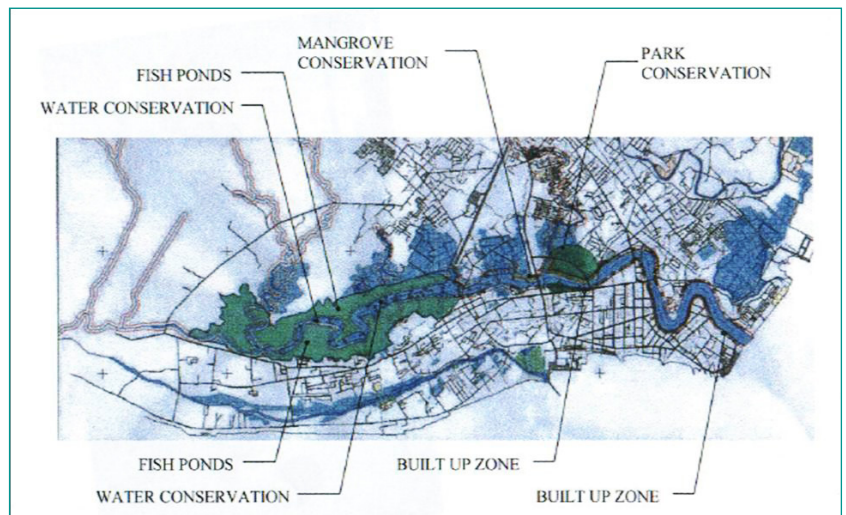 MANGROVE
CONSERVATION
PARK
CONSERVATION
FISH PONDS
WATER CONSERVATION
FISH PONDS
BUILT UP ZONE
WATER CONSERVATION
BUILT UP ZONE